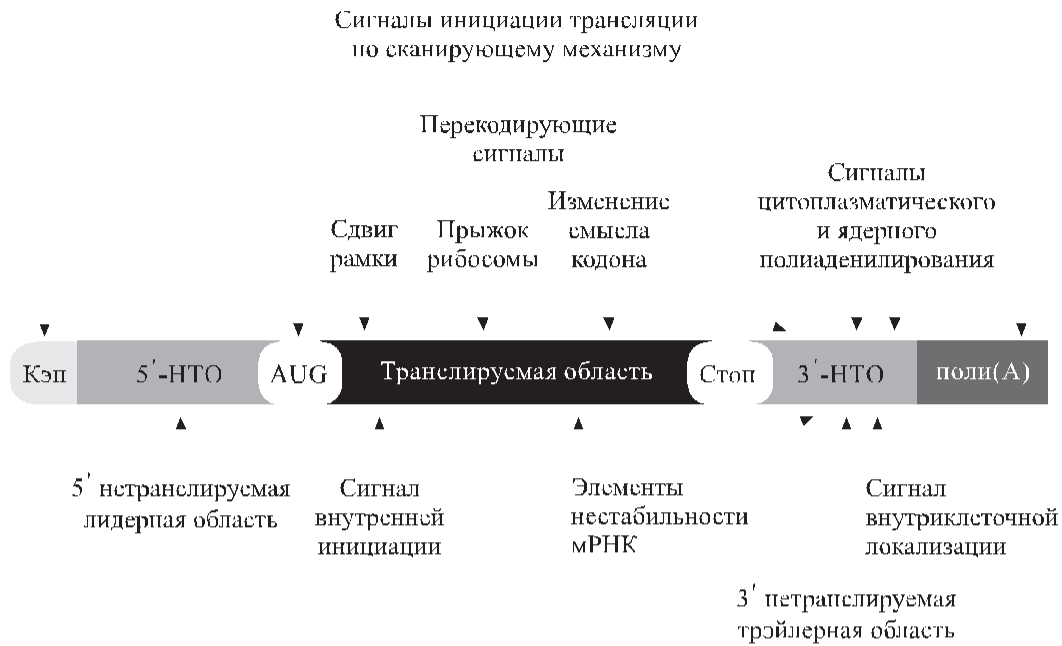 Сигналы инициации трансляции
по сканирующему механизму
Перекодирующие
сигналы
Сдвиг
рамки
Прыжок
рибосомы
Изменение
смысла
кодона
Сигналы
цитоплазматического
и ядерного
полиаденилирования
Кэп
5′-НТО
AUG
Транслируемая область
Стоп
3′-НТО
поли(А)
5′ нетранслируемая
лидерная область
Сигнал
внутренней
инициации
Элементы
нестабильности
мРНК
Сигнал
внутриклеточной
локализации
3′ нетранслируемая
трэйлерная область